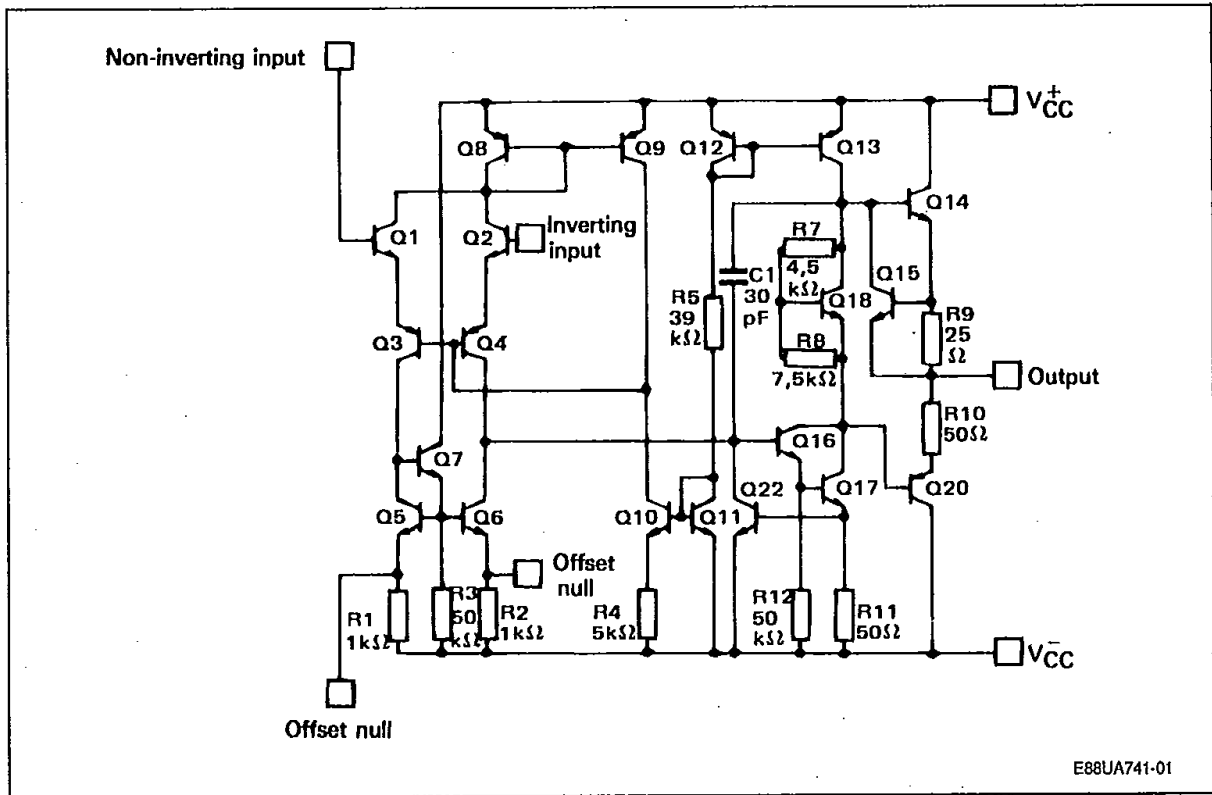 Non-inverting input
V+CC
Q8
Q9
Q12
Q13
Q14
Q1
Q2
Inverting
input
R7
4,5
kΩ
Q15
C1
30
pF
Q18
R5
39
kΩ
R9
25
Ω
Q3
Q4
R8
7,5kΩ
Output
R10
50Ω
Q7
Q16
Q17
Q20
Q5
Q6
Q10
Q11
Q22
Offset
null
R1
1kΩ
R3
50
kΩ
R2
1kΩ
R4
5kΩ
R12
50
kΩ
R11
50Ω
V-CC
Offset null
E88UA741-01